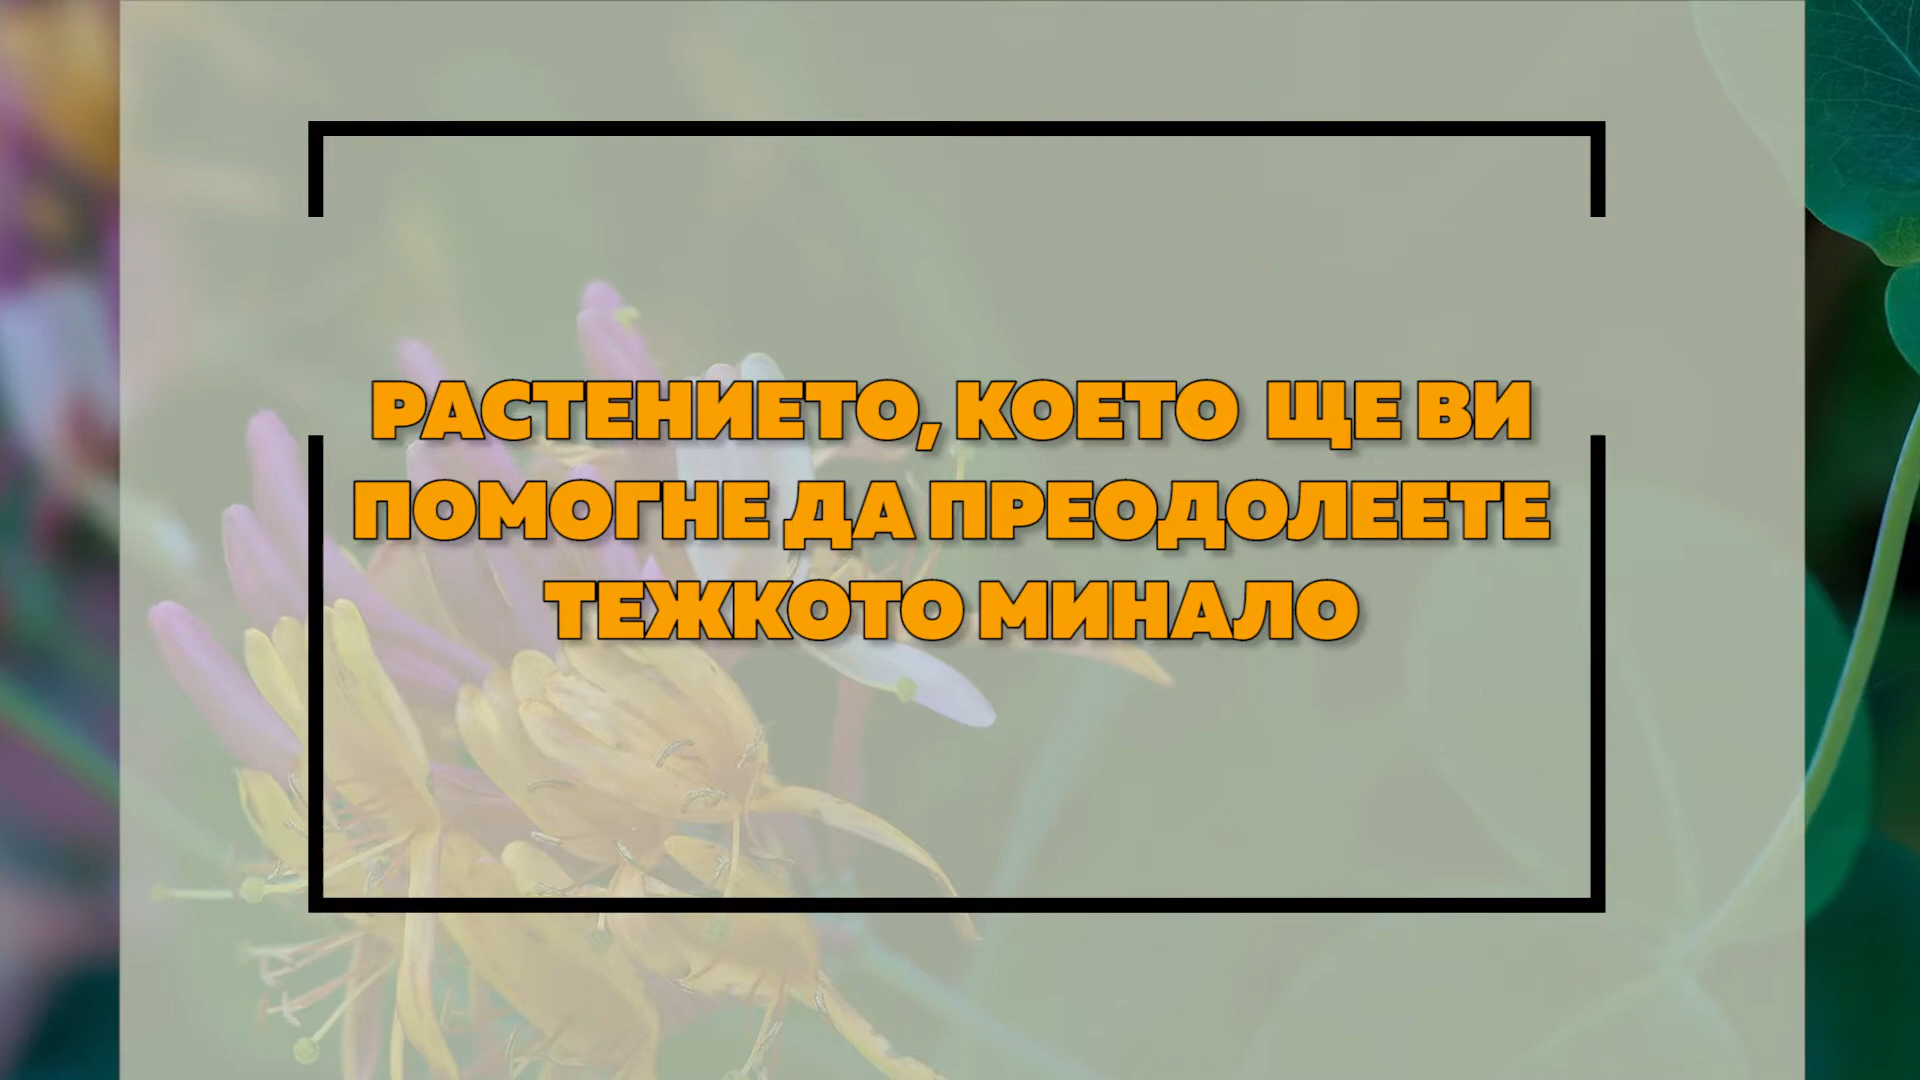 РАСТЕНИЕТО, КОЕТО ЩЕ ВИ
ПОМОГНЕ ДА ПРЕОДОЛЕЕТЕ
ТЕЖКОТО МИНАЛО